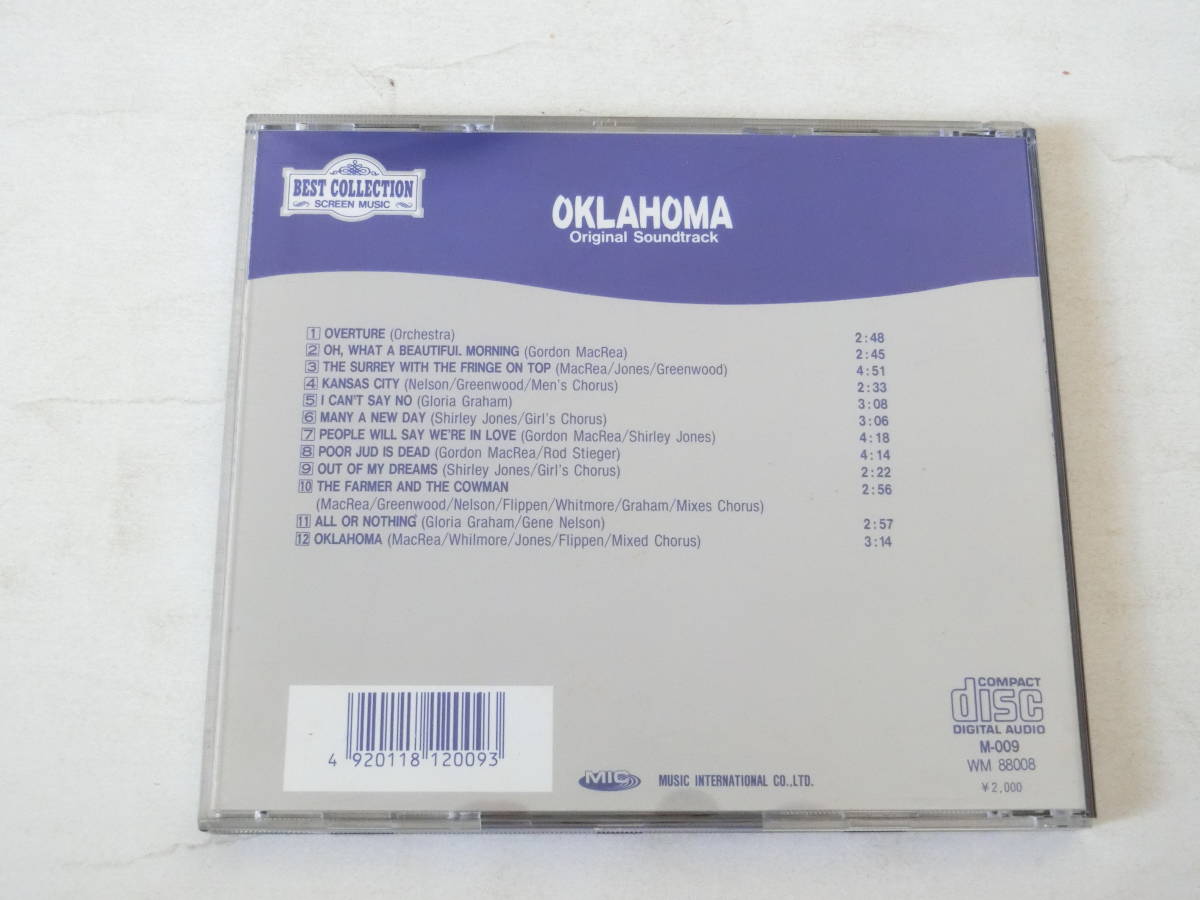 BEST COLLECTION
SCREEN MUSIC
OKLAHOMA
Original Soundtrack
1 OVERTURE (Orchestra) 2:48
2 OH, WHAT A BEAUTIFUL MORNING (Gordon MacRea) 2:45
3 THE SURREY WITH THE FRINGE ON TOP (MacRea/Jones/Greenwood) 4:51
4 KANSAS CITY (Nelson/Greenwood/Men's Chorus) 2:33
5 I CAN'T SAY NO (Gloria Graham) 3:08
6 MANY A NEW DAY (Shirley Jones/Girl's Chorus) 3:06
7 PEOPLE WILL SAY WE'RE IN LOVE (Gordon MacRea/Shirley Jones) 4:18
8 POOR JUD IS DEAD (Gordon MacRea/Rod Stieger) 4:14
9 OUT OF MY DREAMS (Shirley Jones/Girl's Chorus) 2:22
10 THE FARMER AND THE COWMAN 2:56
(MacRea/Greenwood/Nelson/Flippen/Whitmore/Graham/Mixes Chorus)
11 ALL OR NOTHING (Gloria Graham/Gene Nelson) 2:57
12 OKLAHOMA (MacRea/Whilmore/Jones/Flippen/Mixed Chorus) 3:14
4 920118 120093
MIC MUSIC INTERNATIONAL CO.,LTD.
COMPACT
disc
DIGITAL AUDIO
M-009
WM 88008
¥2,000